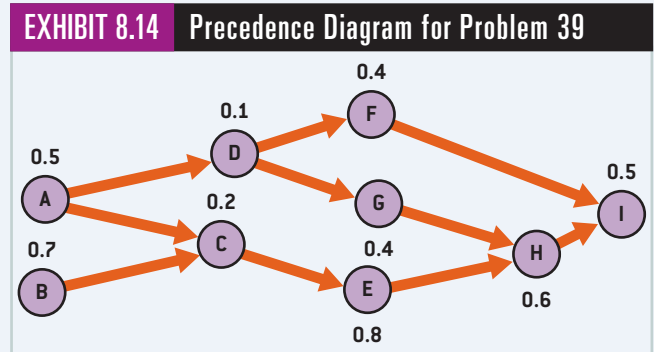 EXHIBIT 8.14 Precedence Diagram for Problem 39
0.4
F
0.1
D
0.5
A
0.5
I
0.2
C
G
0.4
0.7
B
H
0.6
E
0.8